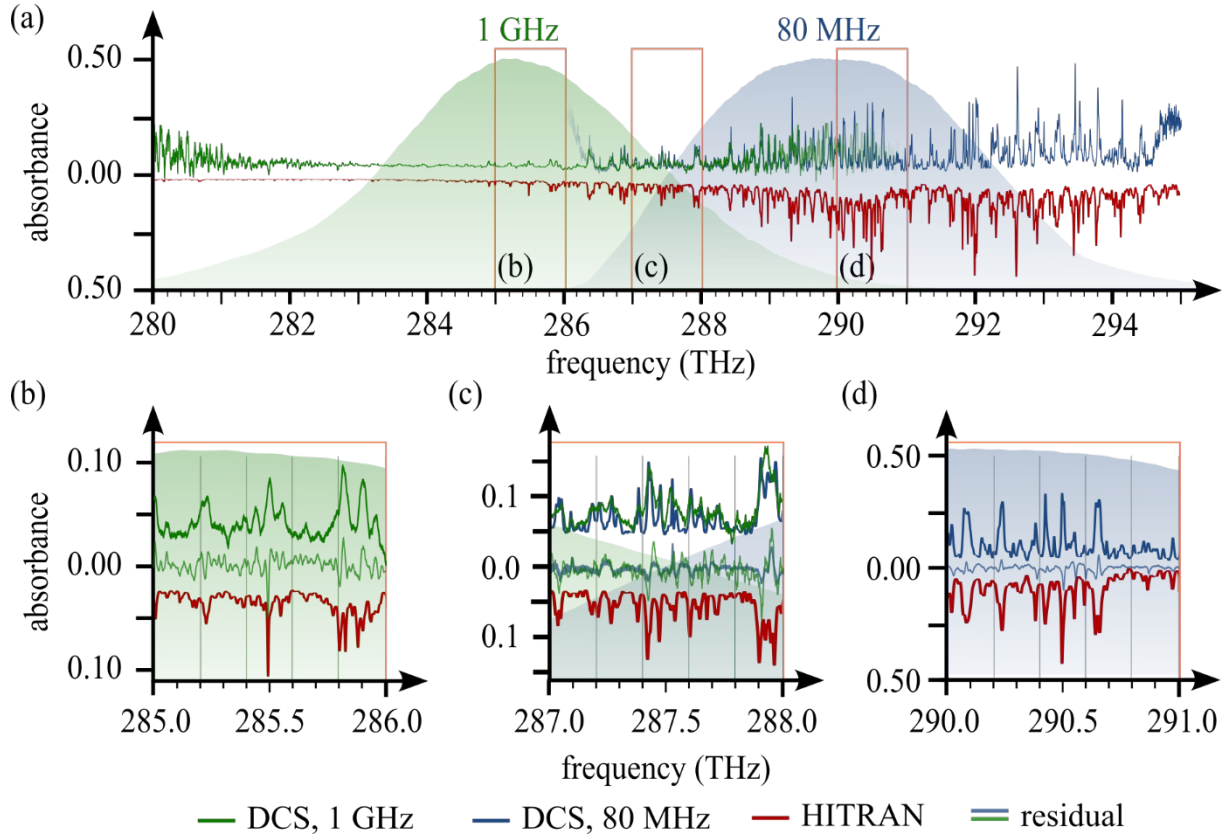 (a)
1 GHz
80 MHz
0.50
0.00
0.50
absorbance
(b)
(c)
(d)
280
282
284
286
288
290
292
294
frequency (THz)
(b)
(c)
(d)
0.10
0.00
0.10
absorbance
285.0
285.5
286.0
0.1
0.0
0.1
287.0
287.5
288.0
0.50
0.00
0.50
290.0
290.5
291.0
frequency (THz)
DCS, 1 GHz
DCS, 80 MHz
HITRAN
residual